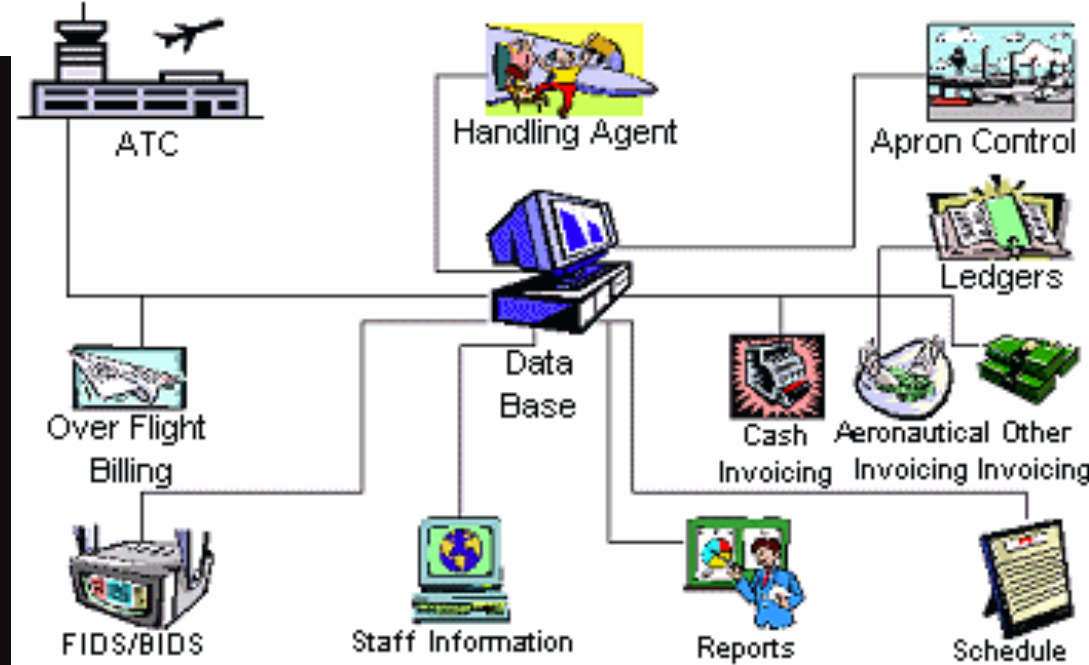 ATC
Handling Agent
Apron Control
Ledgers
Data
Base
Over Flight
Billing
Cash
Invoicing
Aeronautical
Invoicing
Other
Invoicing
FIDS/BIDS
Staff Information
Reports
Schedule